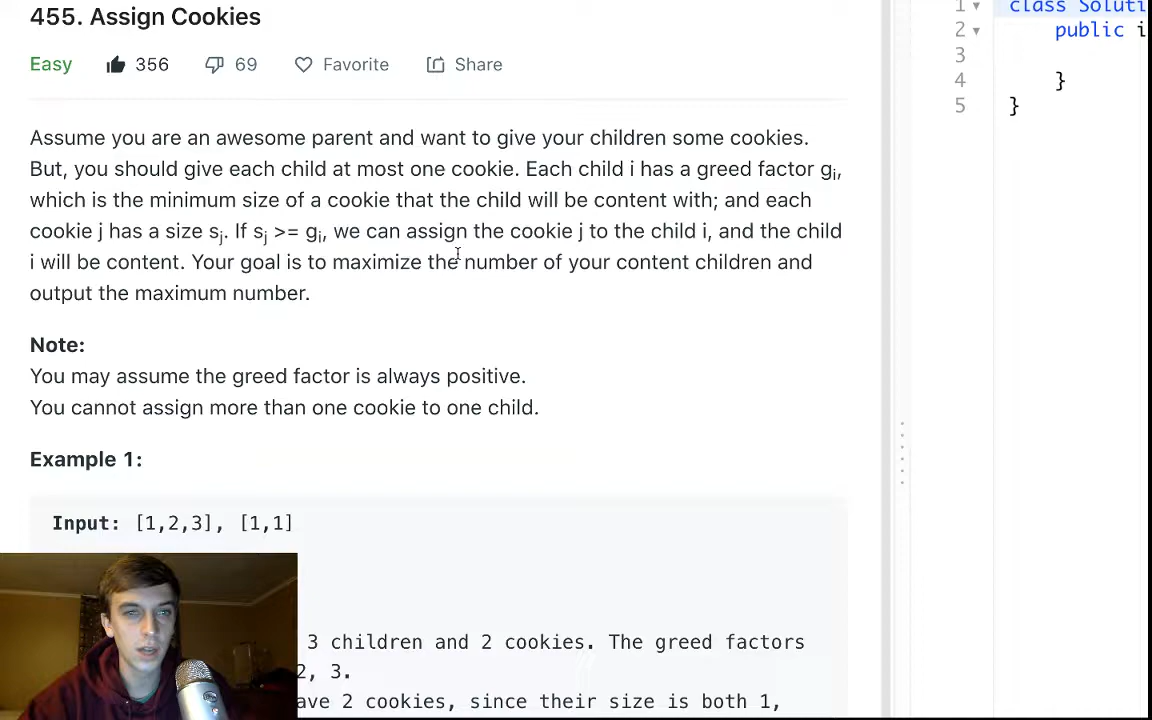 455. Assign Cookies
Easy 356 69 Favorite Share
Assume you are an awesome parent and want to give your children some cookies.
But, you should give each child at most one cookie. Each child i has a greed factor gi,
which is the minimum size of a cookie that the child will be content with; and each
cookie j has a size sj. If sj >= gi, we can assign the cookie j to the child i, and the child
i will be content. Your goal is to maximize the number of your content children and
output the maximum number.
Note:
You may assume the greed factor is always positive.
You cannot assign more than one cookie to one child.
Example 1:
Input: [1,2,3], [1,1]
3 children and 2 cookies. The greed factors
2, 3.
ave 2 cookies, since their size is both 1,
1 class Soluti
2 public i
3
4 }
5 }